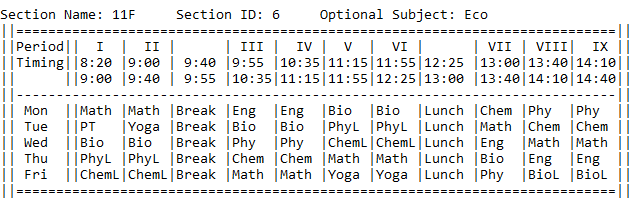 Section Name: 11F     Section ID: 6     Optional Subject: Eco
||===========================================================================||
||Period||  I  |  II |     | III |  IV |  V  |  VI |     | VII | VIII|  IX ||
||Timing||8:20 |9:00 | 9:40|9:55 |10:35|11:15|11:55|12:25|13:00|13:40|14:10||
||      ||9:00 |9:40 | 9:55|10:35|11:15|11:55|12:25|13:00|13:40|14:10|14:40||
||---------------------------------------------------------------------------||
|| Mon  ||Math |Math |Break|Eng  |Eng  |Bio  |Bio  |Lunch|Chem |Phy  |Phy  ||
|| Tue  ||PT   |Yoga |Break|Bio  |Bio  |PhyL |PhyL |Lunch|Math |Chem |Chem ||
|| Wed  ||Bio  |Bio  |Break|Phy  |Phy  |ChemL|ChemL|Lunch|Eng  |Math |Math ||
|| Thu  ||PhyL |PhyL |Break|Chem |Chem |Math |Math |Lunch|Bio  |Eng  |Eng  ||
|| Fri  ||ChemL|ChemL|Break|Math |Math |Yoga |Yoga |Lunch|Phy  |BioL |BioL ||
||===========================================================================||